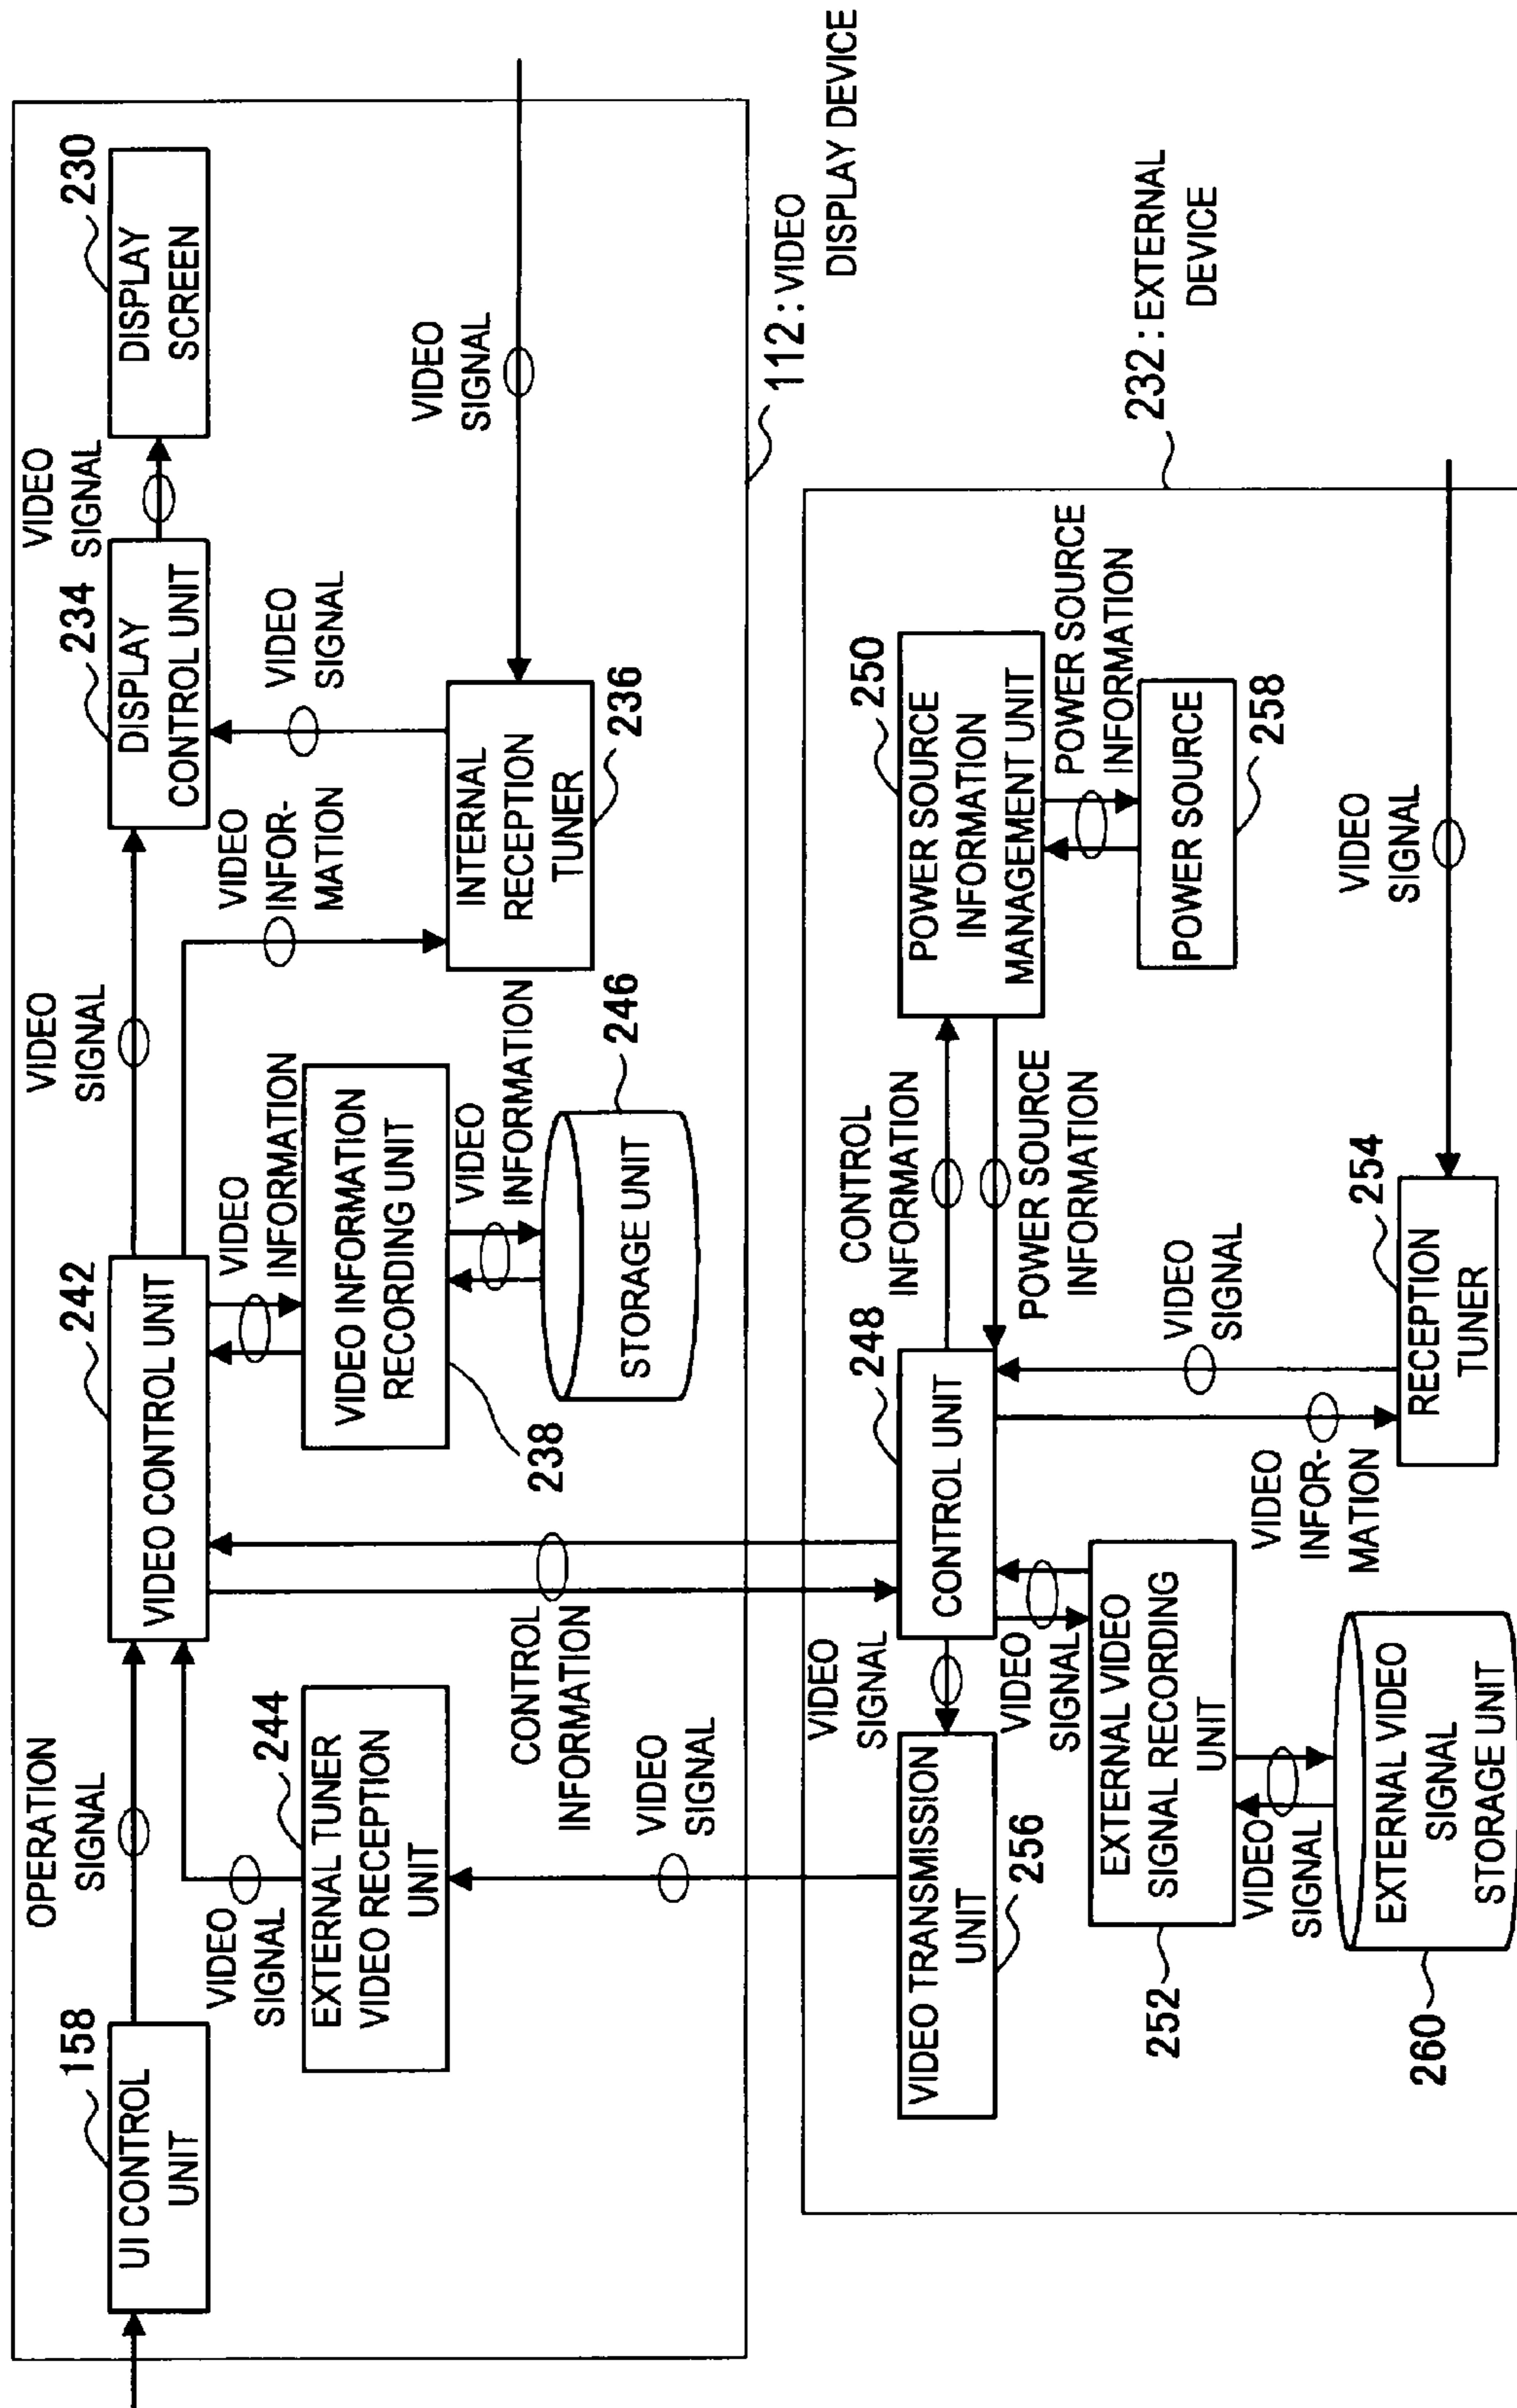 158
UI CONTROL
UNIT
OPERATION
SIGNAL
242
VIDEO CONTROL UNIT
VIDEO
SIGNAL
234
DISPLAY
CONTROL UNIT
VIDEO
SIGNAL
230
DISPLAY
SCREEN
VIDEO
SIGNAL
244
EXTERNAL TUNER
VIDEO RECEPTION
UNIT
VIDEO
INFORMATION
VIDEO INFORMATION
RECORDING UNIT
238
VIDEO
INFORMATION
246
STORAGE UNIT
VIDEO
INFOR-
MATION
VIDEO
SIGNAL
INTERNAL
RECEPTION
TUNER
236
VIDEO
SIGNAL
CONTROL
INFORMATION
VIDEO
SIGNAL
112 : VIDEO
DISPLAY DEVICE
232 : EXTERNAL
DEVICE
VIDEO TRANSMISSION
UNIT
256
VIDEO
SIGNAL
248
CONTROL UNIT
CONTROL
INFORMATION
POWER SOURCE
INFORMATION
250
POWER SOURCE
INFORMATION
MANAGEMENT UNIT
POWER SOURCE
INFORMATION
POWER SOURCE
258
VIDEO
SIGNAL
EXTERNAL VIDEO
SIGNAL RECORDING
UNIT
252
VIDEO
SIGNAL
EXTERNAL VIDEO
SIGNAL
STORAGE UNIT
260
VIDEO
INFOR-
MATION
VIDEO
SIGNAL
254
RECEPTION
TUNER
VIDEO
SIGNAL